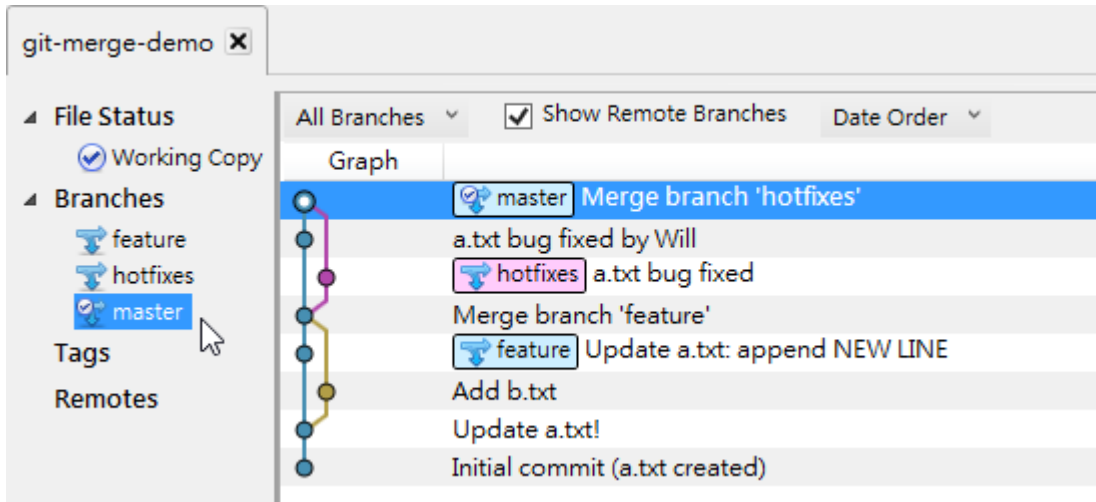 git-merge-demo
File Status
Working Copy
Branches
feature
hotfixes
master
Tags
Remotes
All Branches Show Remote Branches Date Order
Graph
master Merge branch 'hotfixes'
a.txt bug fixed by Will
hotfixes a.txt bug fixed
Merge branch 'feature'
feature Update a.txt: append NEW LINE
Add b.txt
Update a.txt!
Initial commit (a.txt created)